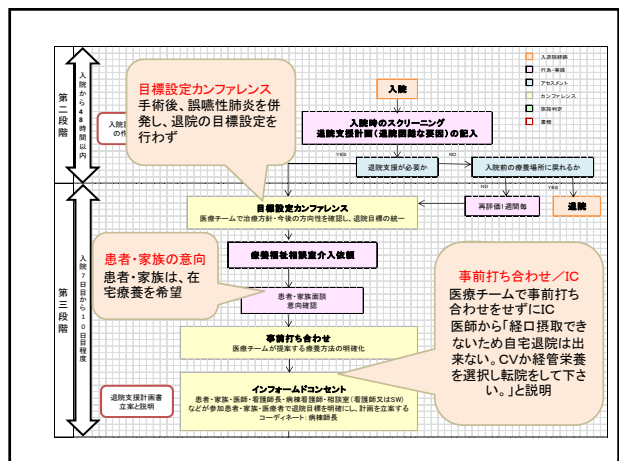 入退院経路
行為・実践
アセスメント
カンファレンス
書類
第二段階
入院から48時間以内
目標設定カンファレンス
手術後、誤嚥性肺炎を併
発し、退院の目標設定を
行わず
入院
入院時のスクリーニング
退院支援計画(退院困難な要因)の記入
YES
NO
退院支援が必要か
入院前の療養場所に戻れるか
NO
YES
再評価1週間毎
退院
第三段階
入院7日目から10日目程度
目標設定カンファレンス
医療チームで治療方針・今後の方向性を確認し、退院目標の統一
療養福祉相談室介入依頼
患者・家族の意向
患者・家族は、在
宅療養を希望
患者・家族面談
意向確認
事前打ち合わせ
医療チームが提案する療養方法の明確化
事前打ち合わせ/IC
医療チームで事前打ち
合わせをせずにIC
医師から「経口摂取でき
ないため自宅退院は出
来ない。CVか経管栄養
を選択し転院をして下さ
い。」と説明
退院支援計画書
立案と説明
インフォームドコンセント
患者・家族・医師・看護師長・病棟看護師・相談室(看護師又はSW)
などが参加患者・家族・医療者で退院目標を明確にし、計画を立案する
コーディネート:病棟師長